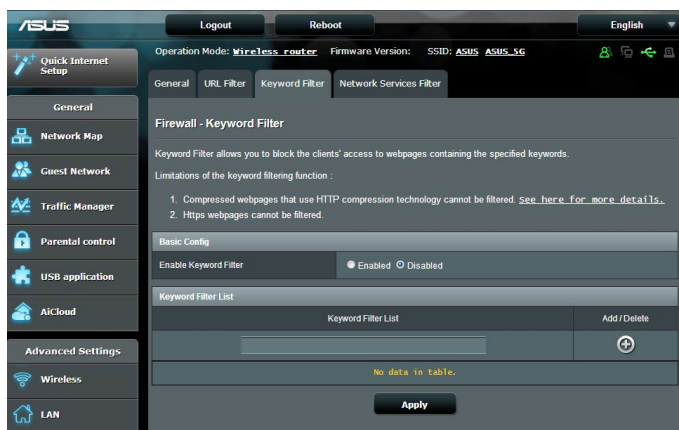 ASUS
Logout
Reboot
English
Operation Mode: Wireless router Firmware Version: SSID: ASUS ASUS_5G
Quick Internet
Setup
General
Network Map
Guest Network
Traffic Manager
Parental control
USB application
AiCloud
Advanced Settings
Wireless
LAN
General URL Filter Keyword Filter Network Services Filter
Firewall - Keyword Filter
Keyword Filter allows you to block the clients' access to webpages containing the specified keywords.
Limitations of the keyword filtering function :
1. Compressed webpages that use HTTP compression technology cannot be filtered. See here for more details.
2. Https webpages cannot be filtered.
Basic Config
Enable Keyword Filter Enabled Disabled
Keyword Filter List
Keyword Filter List Add / Delete
No data in table.
Apply